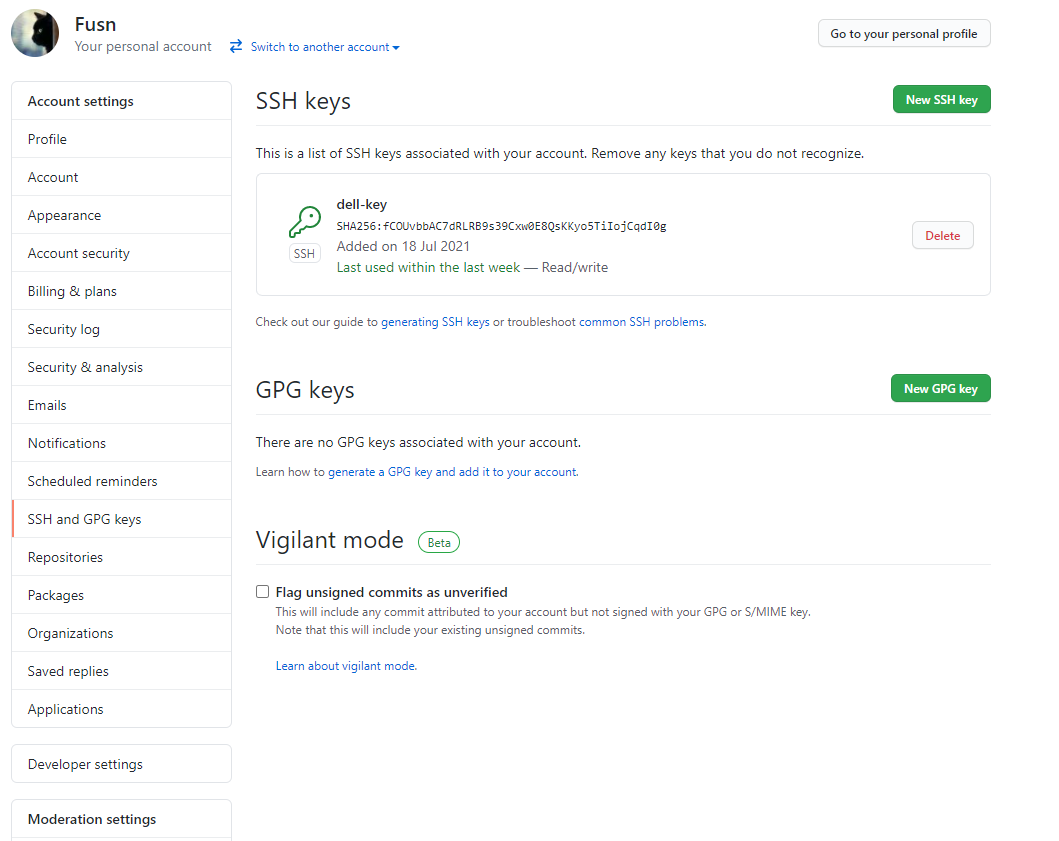 Fusn
Your personal account
Switch to another account
Go to your personal profile
Account settings
Profile
Account
Appearance
Account security
Billing & plans
Security log
Security & analysis
Emails
Notifications
Scheduled reminders
SSH and GPG keys
Repositories
Packages
Organizations
Saved replies
Applications
Developer settings
Moderation settings
SSH keys
New SSH key
This is a list of SSH keys associated with your account. Remove any keys that you do not recognize.
dell-key
SHA256:fCOUvbbAC7dRLRB9s39Cxw0E8QsKKyo5TiIojCqdI0g
SSH
Added on 18 Jul 2021
Last used within the last week — Read/write
Delete
Check out our guide to generating SSH keys or troubleshoot common SSH problems.
GPG keys
New GPG key
There are no GPG keys associated with your account.
Learn how to generate a GPG key and add it to your account.
Vigilant mode Beta
Flag unsigned commits as unverified
This will include any commit attributed to your account but not signed with your GPG or S/MIME key.
Note that this will include your existing unsigned commits.
Learn about vigilant mode.